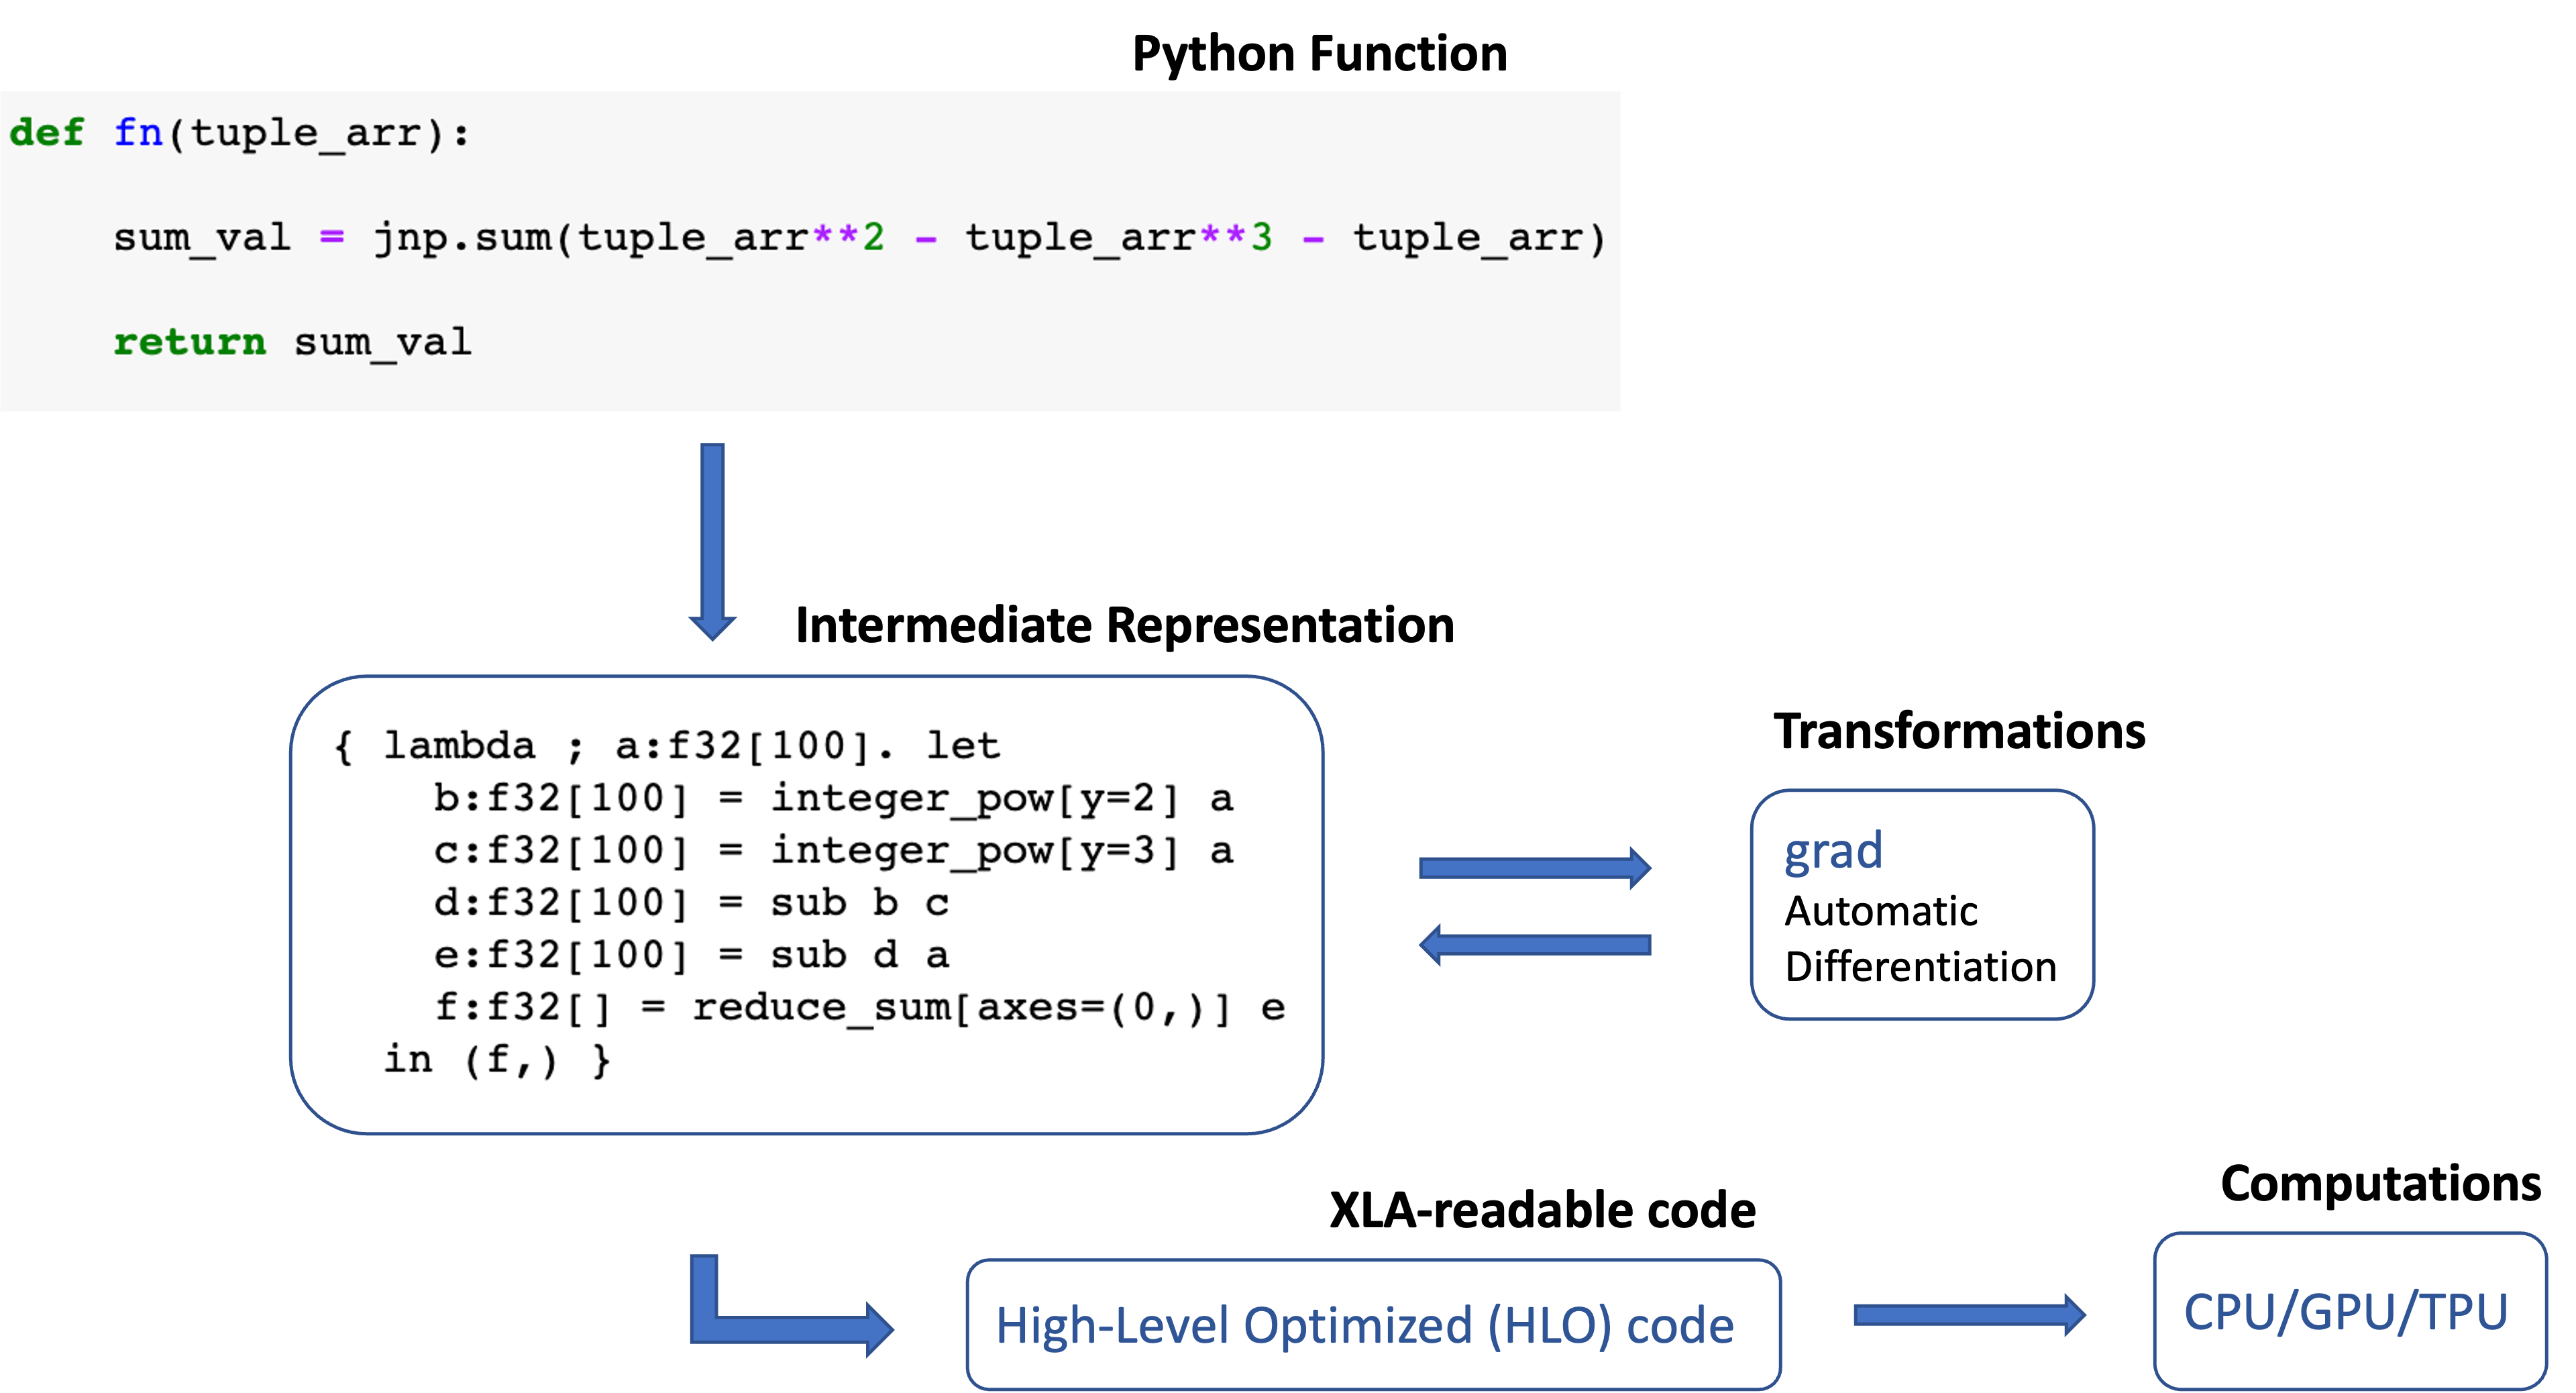 Python Function
def fn(tuple_arr):
    sum_val = jnp.sum(tuple_arr**2 - tuple_arr**3 - tuple_arr)
    return sum_val
Intermediate Representation
{ lambda ; a:f32[100]. let
    b:f32[100] = integer_pow[y=2] a
    c:f32[100] = integer_pow[y=3] a
    d:f32[100] = sub b c
    e:f32[100] = sub d a
    f:f32[] = reduce_sum[axes=(0,)] e
  in (f,) }
Transformations
grad
Automatic
Differentiation
XLA-readable code
High-Level Optimized (HLO) code
Computations
CPU/GPU/TPU